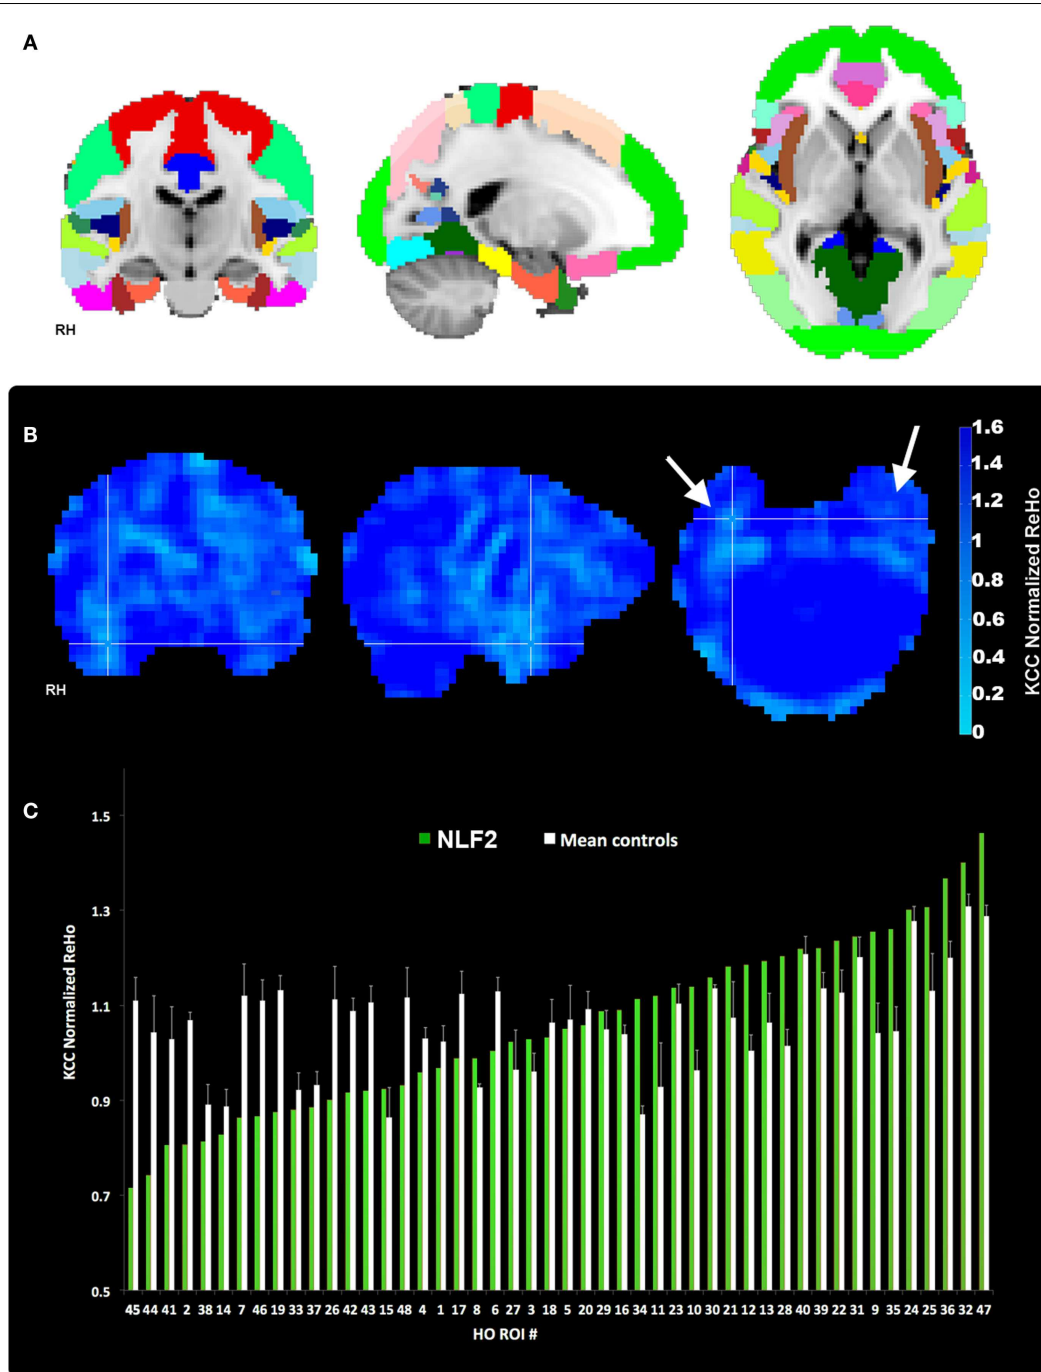 A
RH
B
1.6
1.4
1.2
1
0.8
0.6
0.4
0.2
0
KCC Normalized ReHo
RH
C
1.5
1.3
1.1
0.9
0.7
0.5
KCC Normalized ReHo
NLF2 Mean controls
45 44 41 2 38 14 7 46 19 33 37 26 42 43 15 48 4 1 17 8 6 27 3 18 5 20 29 16 34 11 23 10 30 21 12 13 28 40 39 22 31 9 35 24 25 36 32 47
HO ROI #